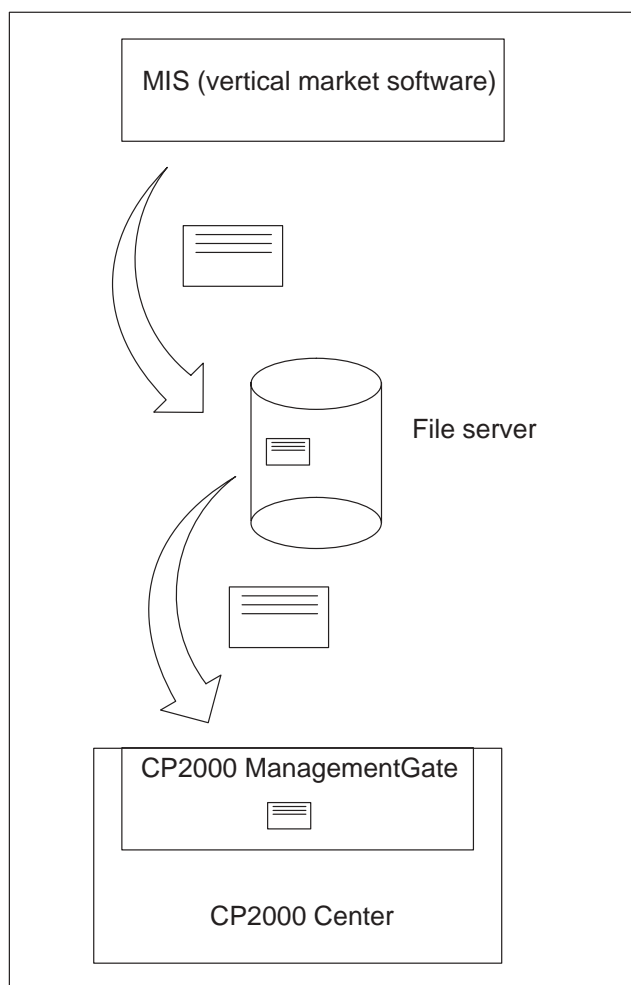 MIS (vertical market software)
File server
CP2000 ManagementGate
CP2000 Center